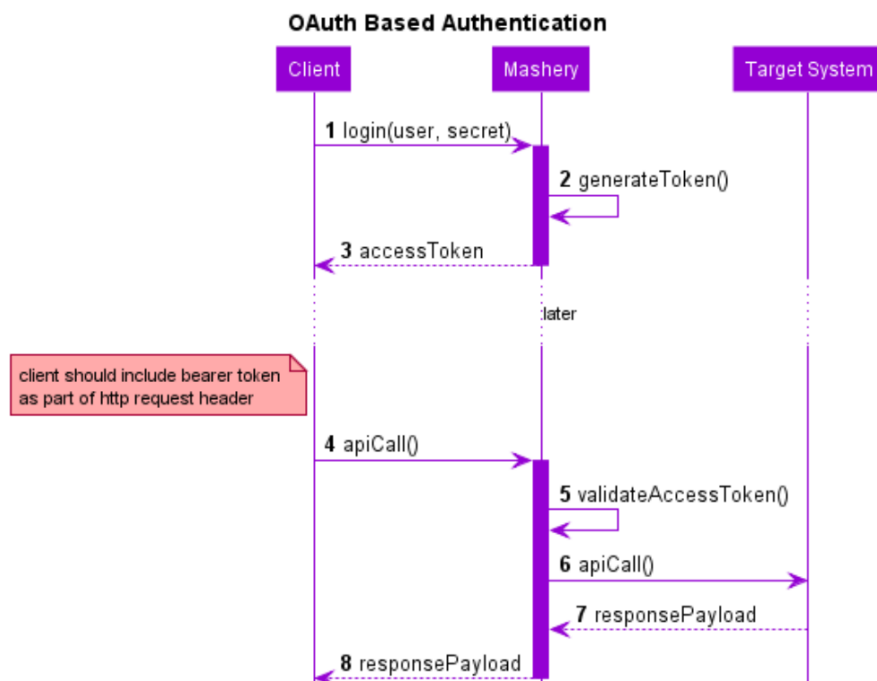 OAuth Based Authentication
Client
Mashery
Target System
1 login(user, secret)
2 generateToken()
3 accessToken
later
client should include bearer token
as part of http request header
4 apiCall()
5 validateAccessToken()
6 apiCall()
7 responsePayload
8 responsePayload